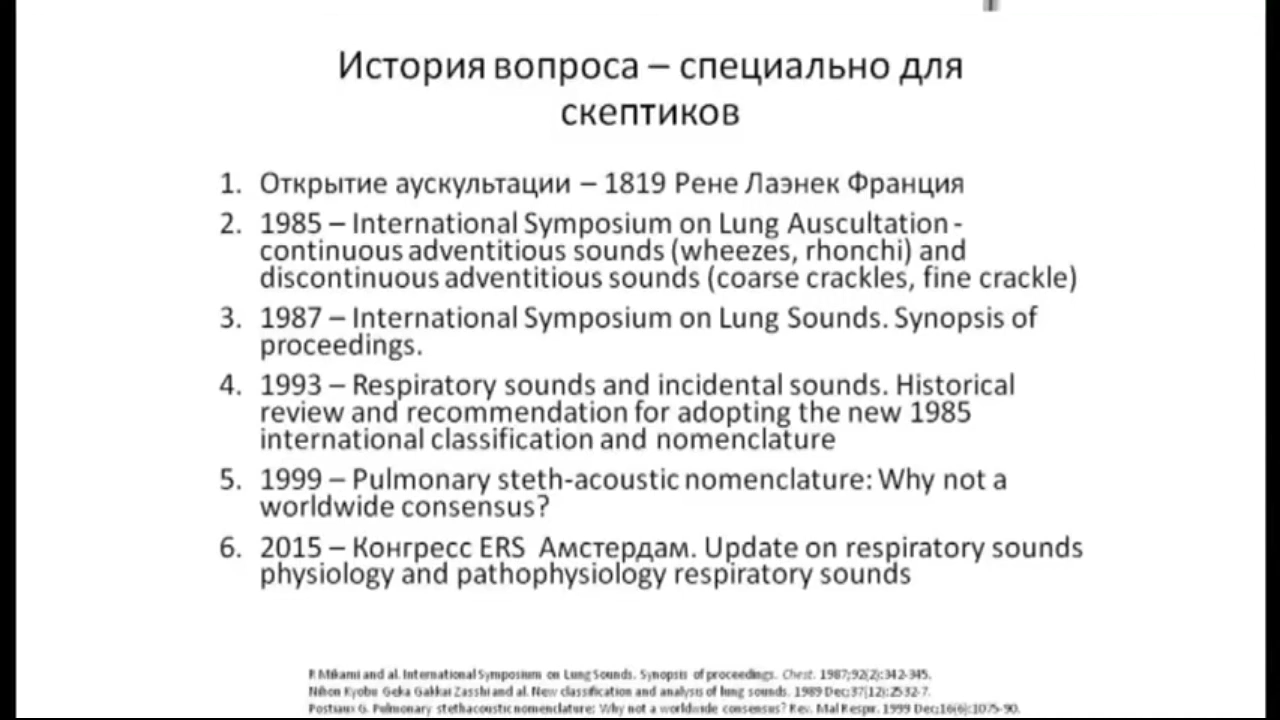 История вопроса – специально для
скептиков
1. Открытие аускультации – 1819 Рене Лаэнек Франция
2. 1985 – International Symposium on Lung Auscultation -
continuous adventitious sounds (wheezes, rhonchi) and
discontinuous adventitious sounds (coarse crackles, fine crackle)
3. 1987 – International Symposium on Lung Sounds. Synopsis of
proceedings.
4. 1993 – Respiratory sounds and incidental sounds. Historical
review and recommendation for adopting the new 1985
international classification and nomenclature
5. 1999 – Pulmonary steth-acoustic nomenclature: Why not a
worldwide consensus?
6. 2015 – Конгресс ERS Амстердам. Update on respiratory sounds
physiology and pathophysiology respiratory sounds
Mikami and al. International Symposium on Lung Sounds. Synopsis of proceedings. Chest. 1987;92(2):342-345.
Nihon Kyobu Geka Gakkai Zasshi and al. New classification and analysis of lung sounds. 1989 Dec;37(12):2532-7.
Postiaux G. Pulmonary stethacoustic nomenclature: Why not a worldwide consensus? Rev. Mal Respir. 1999 Dec;16(6):1075-90.